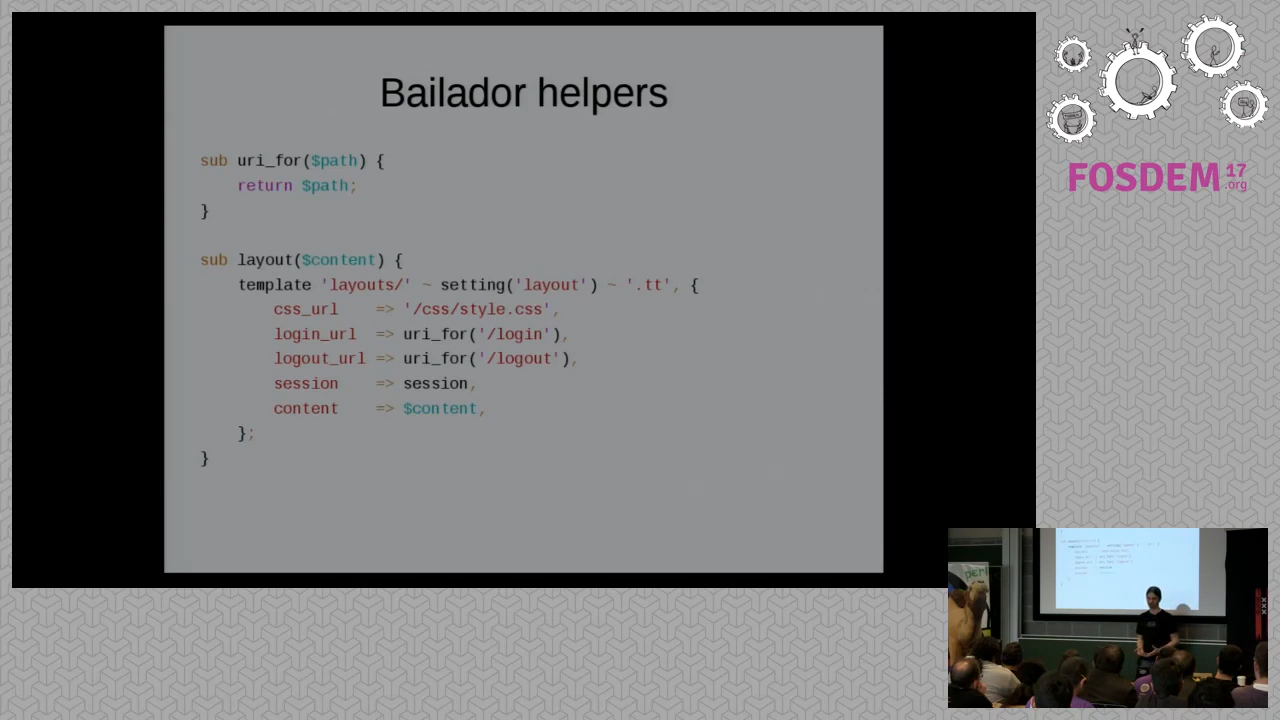 Bailador helpers
sub uri_for($path) {
    return $path;
}
sub layout($content) {
    template 'layouts/' ~ setting('layout') ~ '.tt', {
        css_url    => '/css/style.css',
        login_url  => uri_for('/login'),
        logout_url => uri_for('/logout'),
        session    => session,
        content    => $content,
    };
}
FOSDEM 17
.org
perl